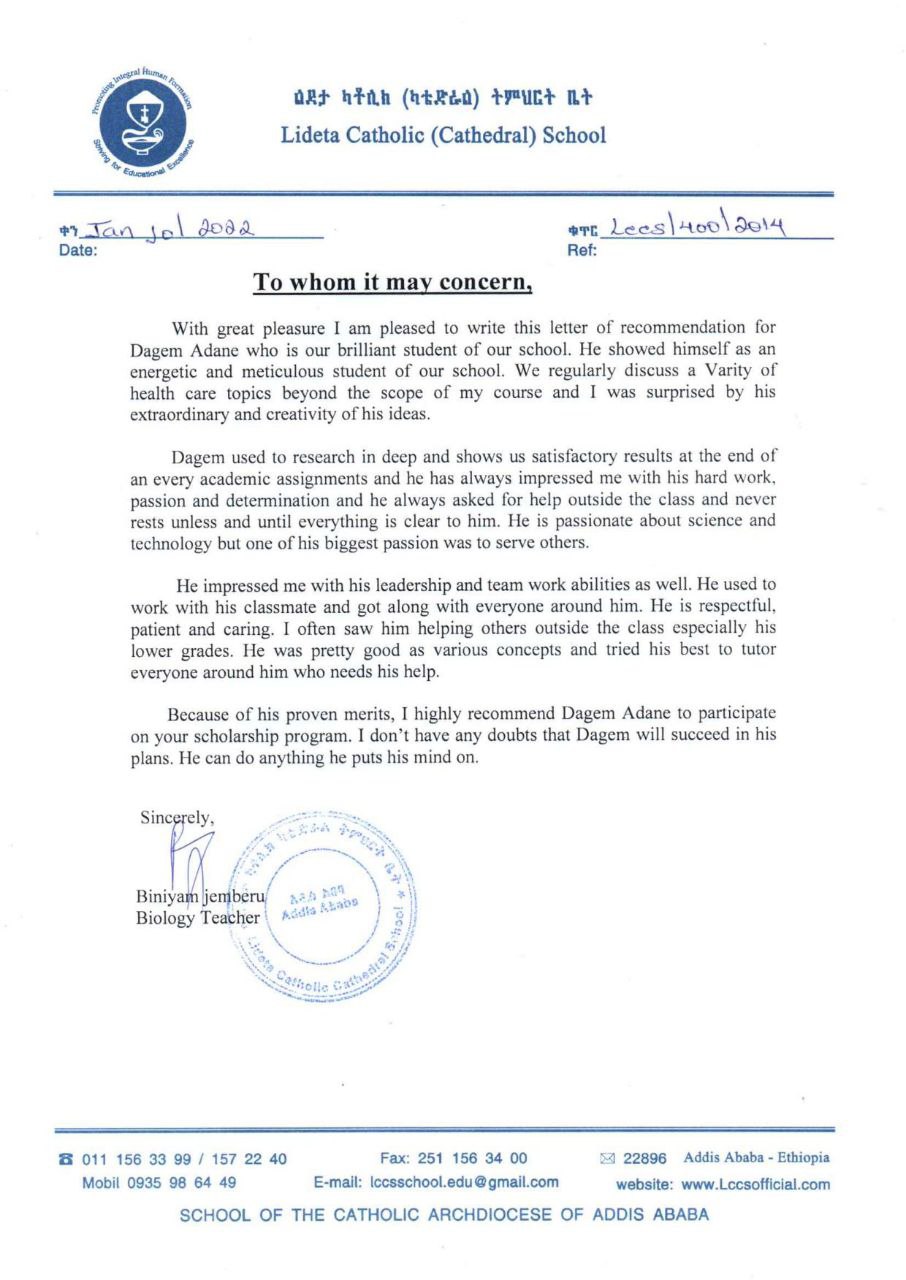 Promoting Integral Human Formation
Striving for Educational Excellence
ልደታ ካቶሊክ (ካቴድራል) ትምህርት ቤት
Lideta Catholic (Cathedral) School
ቀን Jan 10/ 2022
Date:
ቁጥር Lccs/400/2014
Ref:
To whom it may concern,
With great pleasure I am pleased to write this letter of recommendation for
Dagem Adane who is our brilliant student of our school. He showed himself as an
energetic and meticulous student of our school. We regularly discuss a Varity of
health care topics beyond the scope of my course and I was surprised by his
extraordinary and creativity of his ideas.
Dagem used to research in deep and shows us satisfactory results at the end of
an every academic assignments and he has always impressed me with his hard work,
passion and determination and he always asked for help outside the class and never
rests unless and until everything is clear to him. He is passionate about science and
technology but one of his biggest passion was to serve others.
He impressed me with his leadership and team work abilities as well. He used to
work with his classmate and got along with everyone around him. He is respectful,
patient and caring. I often saw him helping others outside the class especially his
lower grades. He was pretty good as various concepts and tried his best to tutor
everyone around him who needs his help.
Because of his proven merits, I highly recommend Dagem Adane to participate
on your scholarship program. I don't have any doubts that Dagem will succeed in his
plans. He can do anything he puts his mind on.
Sincerely,
Biniyam jemberu
Biology Teacher
ካቶሊክ ካቴድራል ትምህርት ቤት *
አዲስ አበባ
Addis Ababa
Lideta Catholic Cathedral School
011 156 33 99 / 157 22 40 Fax: 251 156 34 00 22896 Addis Ababa - Ethiopia
Mobil 0935 98 64 49 E-mail: lccsschool.edu@gmail.com website: www.Lccsofficial.com
SCHOOL OF THE CATHOLIC ARCHDIOCESE OF ADDIS ABABA